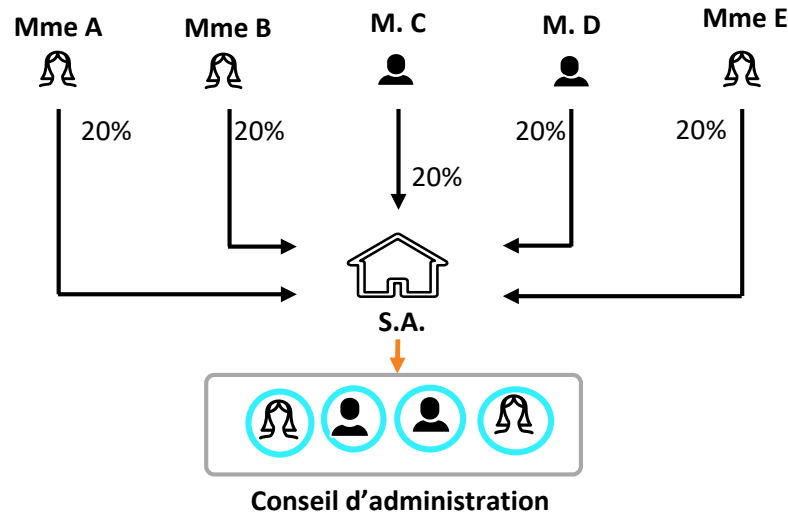 Mme A
Mme B
M. C
M. D
Mme E
20%
20%
20%
20%
20%
S.A.
Conseil d’administration